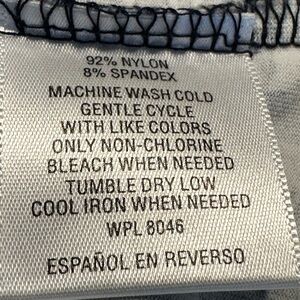 92% NYLON
8% SPANDEX
MACHINE WASH COLD
GENTLE CYCLE
WITH LIKE COLORS
ONLY NON-CHLORINE
BLEACH WHEN NEEDED
TUMBLE DRY LOW
COOL IRON WHEN NEEDED
WPL 8046
ESPAÑOL EN REVERSO